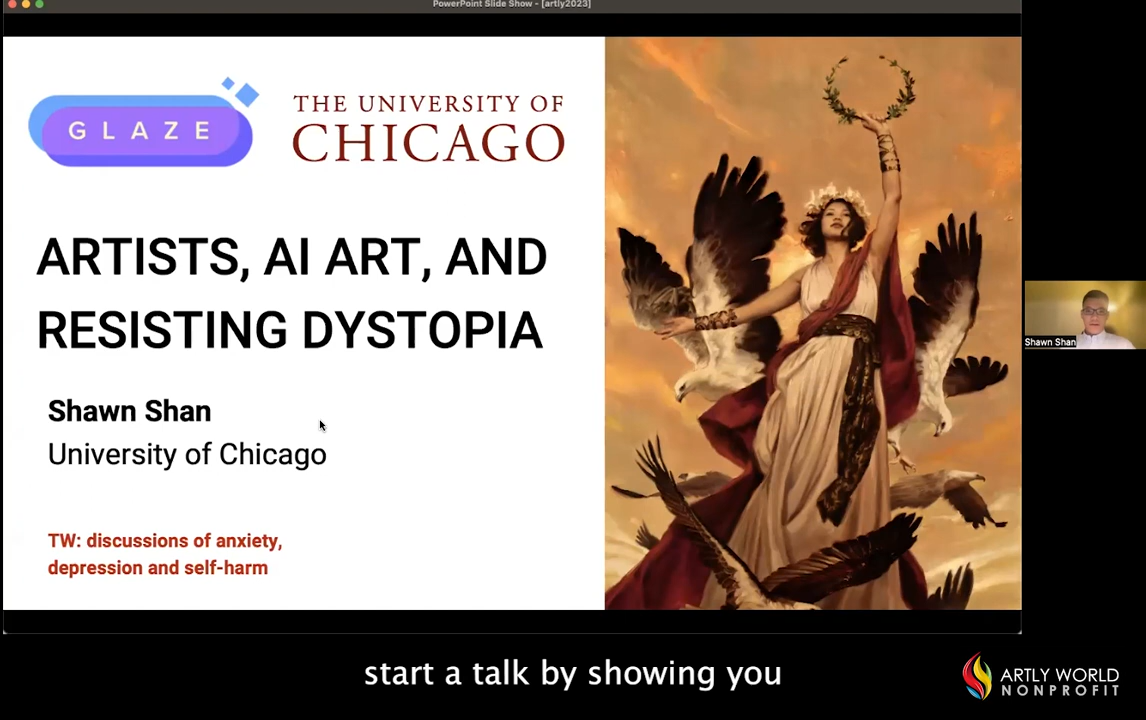 PowerPoint Slide Show - [artly2023]
GLAZE
THE UNIVERSITY OF
CHICAGO
ARTISTS, AI ART, AND
RESISTING DYSTOPIA
Shawn Shan
University of Chicago
TW: discussions of anxiety,
depression and self-harm
Shawn Shan
start a talk by showing you
ARTLY WORLD
NONPROFIT